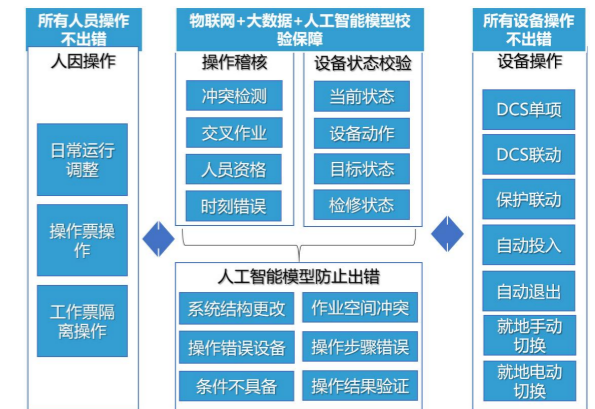 所有人员操作
不出错
人因操作
日常运行
调整
操作票操
作
工作票隔
离操作
物联网+大数据+人工智能模型校
验保障
操作稽核
冲突检测
交叉作业
人员资格
时刻错误
设备状态校验
当前状态
设备动作
目标状态
检修状态
人工智能模型防止出错
系统结构更改
作业空间冲突
操作错误设备
操作步骤错误
条件不具备
操作结果验证
所有设备操作
不出错
设备操作
DCS单项
DCS联动
保护联动
自动投入
自动退出
就地手动
切换
就地电动
切换